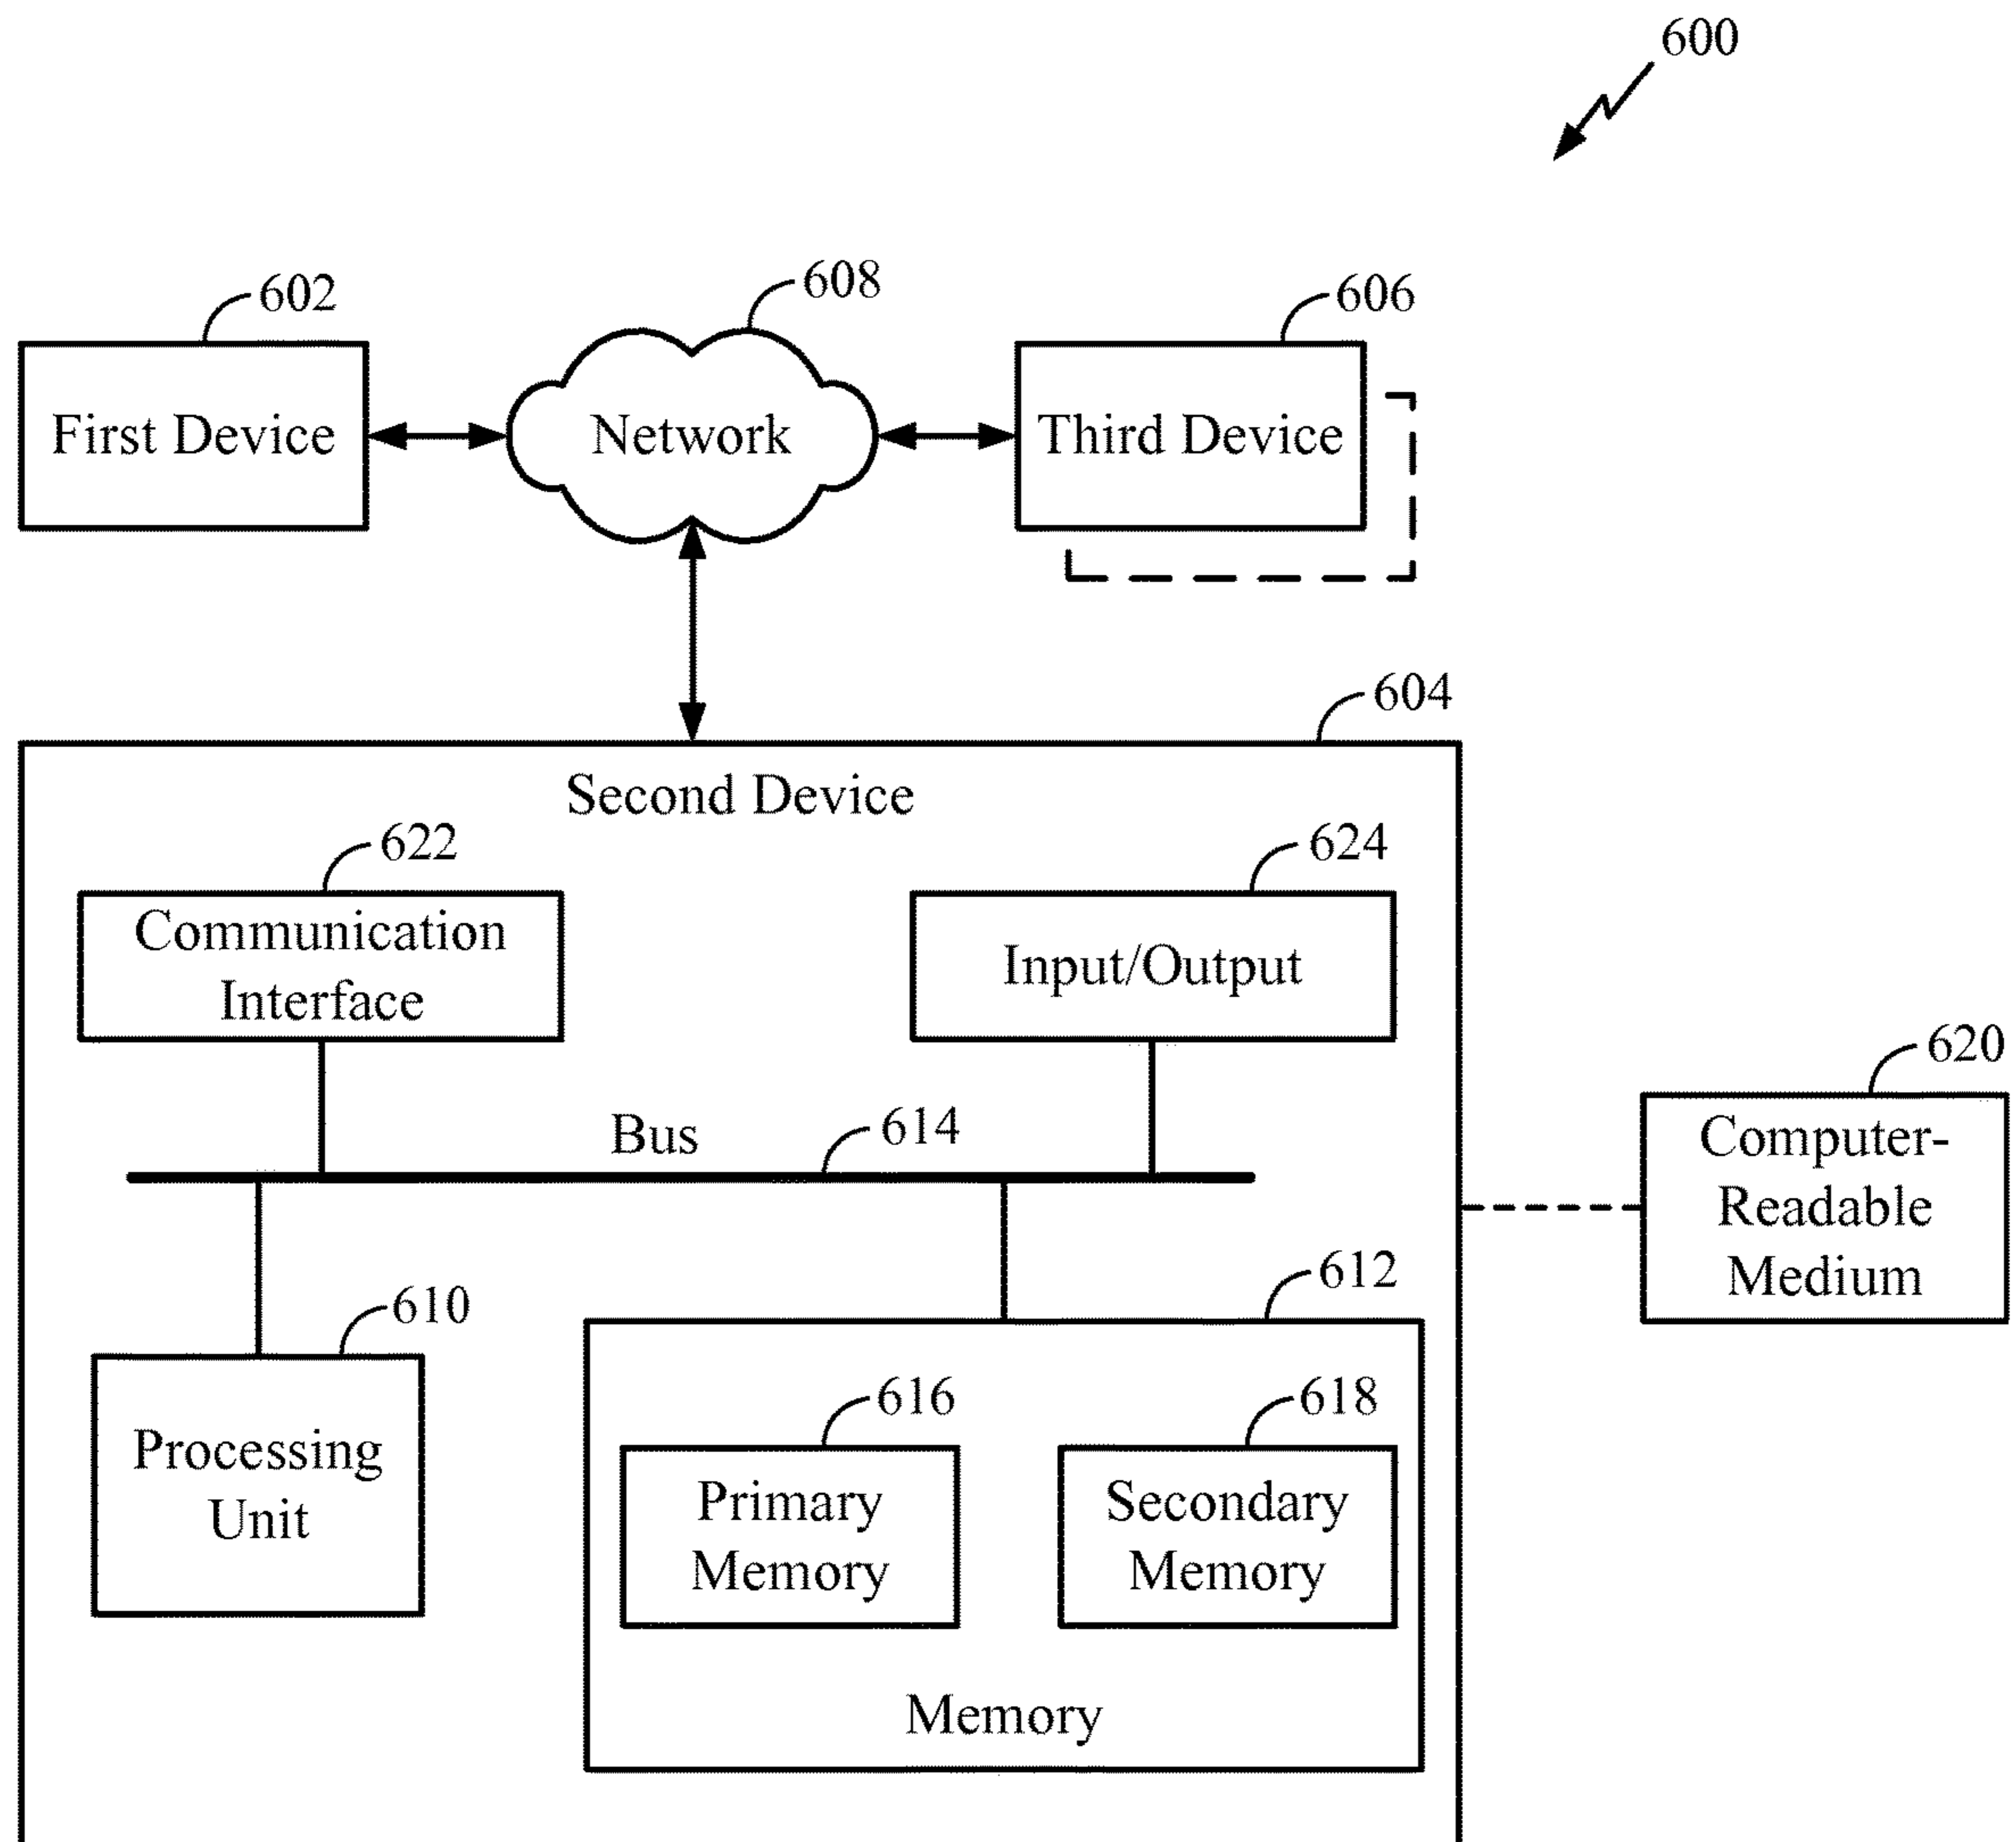 600
602
608
606
First Device
Network
Third Device
604
Second Device
622
624
Communication
Interface
Input/Output
620
Computer-
Readable
Medium
Bus
614
612
610
Processing
Unit
616
618
Primary
Memory
Secondary
Memory
Memory